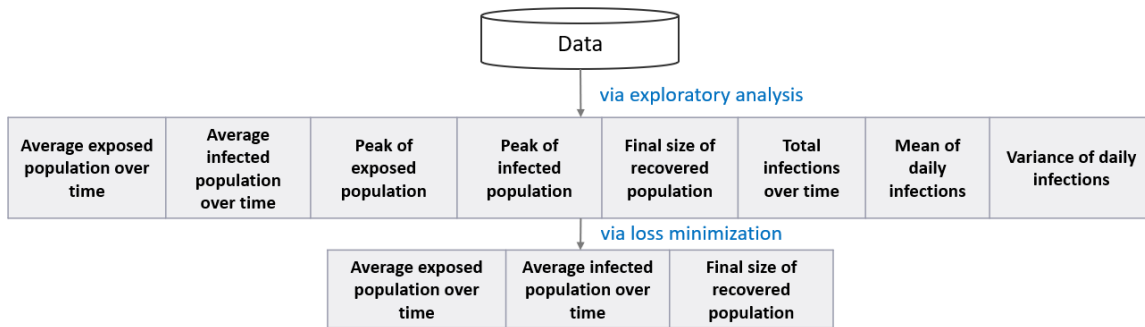 Data
via exploratory analysis
Average exposed
population over
time
Average
infected
population
over time
Peak of
exposed
population
Peak of
infected
population
Final size of
recovered
population
Total
infections
over time
Mean of
daily
infections
Variance of daily
infections
via loss minimization
Average exposed
population over
time
Average infected
population over
time
Final size of
recovered
population